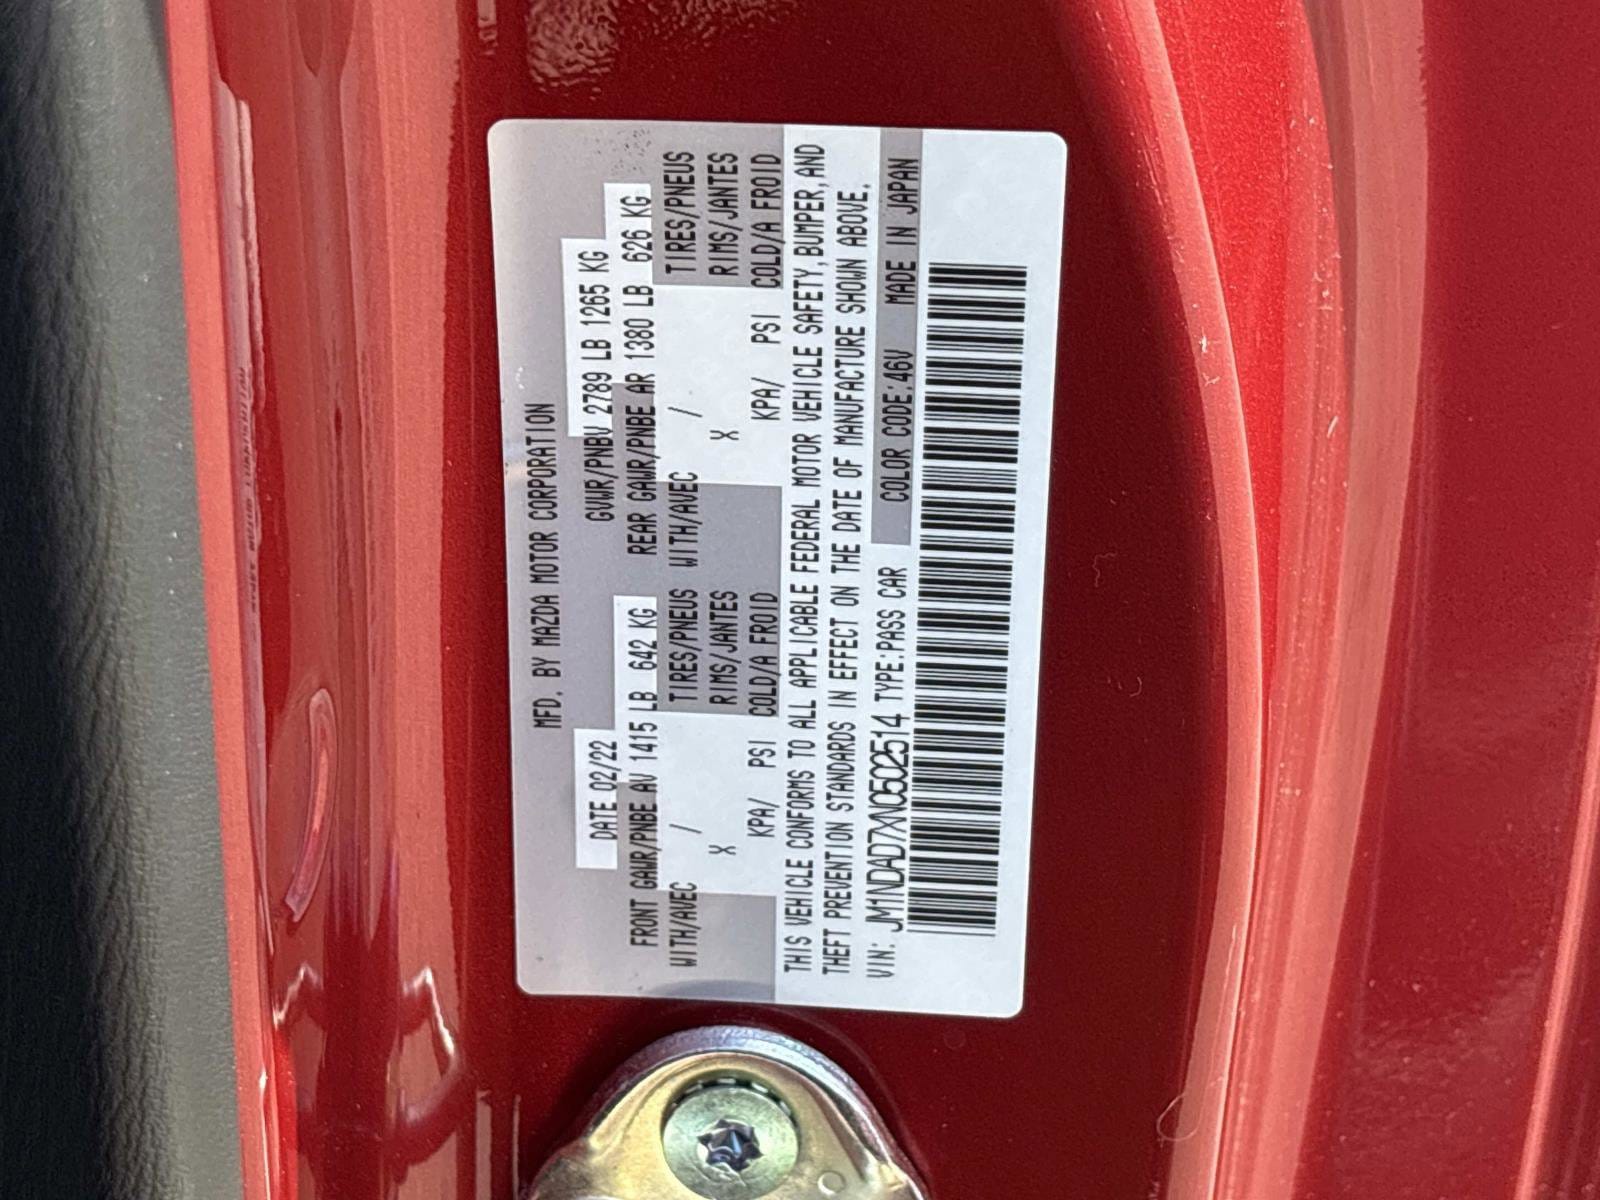 MFD. BY MAZDA MOTOR CORPORATION
DATE 02/22 GVWR/PNBV 2789 LB 1265 KG
FRONT GAWR/PNBE AV 1415 LB 642 KG REAR GAWR/PNBE AR 1380 LB 626 KG
WITH/AVEC / TIRES/PNEUS WITH/AVEC / TIRES/PNEUS
X RIMS/JANTES X RIMS/JANTES
KPA/ PSI COLD/A FROID KPA/ PSI COLD/A FROID
THIS VEHICLE CONFORMS TO ALL APPLICABLE FEDERAL MOTOR VEHICLE SAFETY, BUMPER, AND
THEFT PREVENTION STANDARDS IN EFFECT ON THE DATE OF MANUFACTURE SHOWN ABOVE.
VIN: JM1NDAD7XN0502514 TYPE:PASS CAR COLOR CODE:46V MADE IN JAPAN